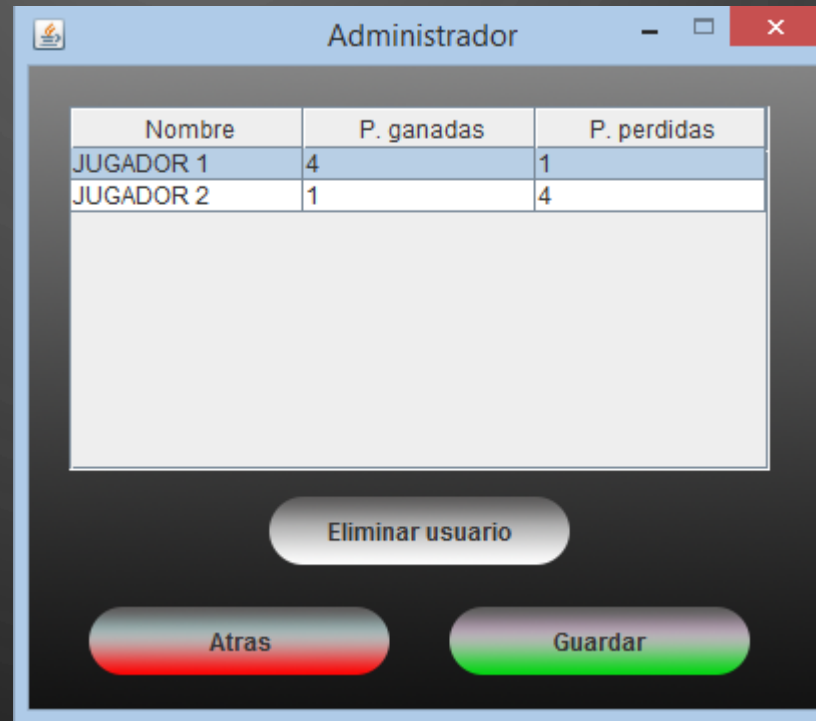 Administrador
Nombre P. ganadas P. perdidas
JUGADOR 1 4 1
JUGADOR 2 1 4
Eliminar usuario
Atras Guardar